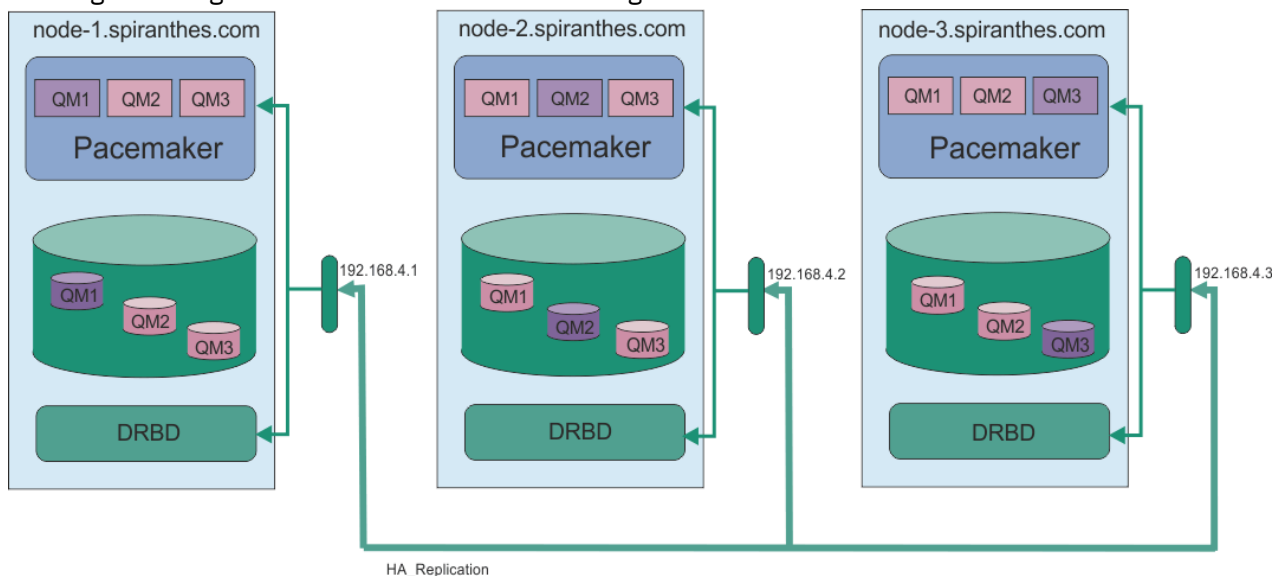 node-1.spiranthes.com
QM1 QM2 QM3
Pacemaker
QM1
QM2
QM3
DRBD
192.168.4.1
node-2.spiranthes.com
QM1 QM2 QM3
Pacemaker
QM1
QM2
QM3
DRBD
192.168.4.2
node-3.spiranthes.com
QM1 QM2 QM3
Pacemaker
QM1
QM2
QM3
DRBD
192.168.4.3
HA_Replication